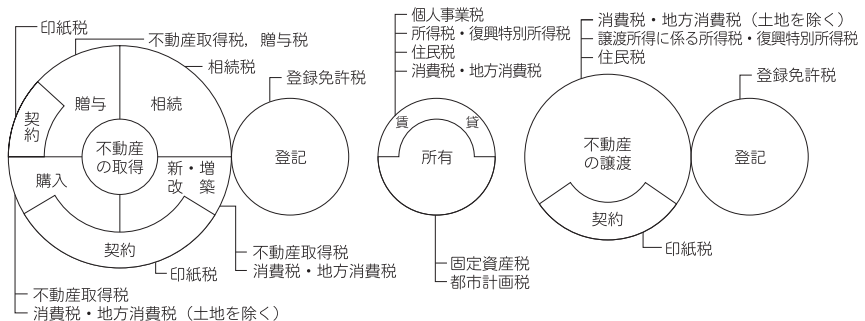 印紙税
不動産取得税，贈与税
相続税
契約
贈与
相続
不動産
の取得
購入
新・増
改　築
契約
印紙税
不動産取得税
消費税・地方消費税
不動産取得税
消費税・地方消費税（土地を除く）
登録免許税
登記
個人事業税
所得税・復興特別所得税
住民税
消費税・地方消費税
賃　貸
所有
固定資産税
都市計画税
消費税・地方消費税（土地を除く）
譲渡所得に係る所得税・復興特別所得税
住民税
不動産
の譲渡
契約
印紙税
登録免許税
登記